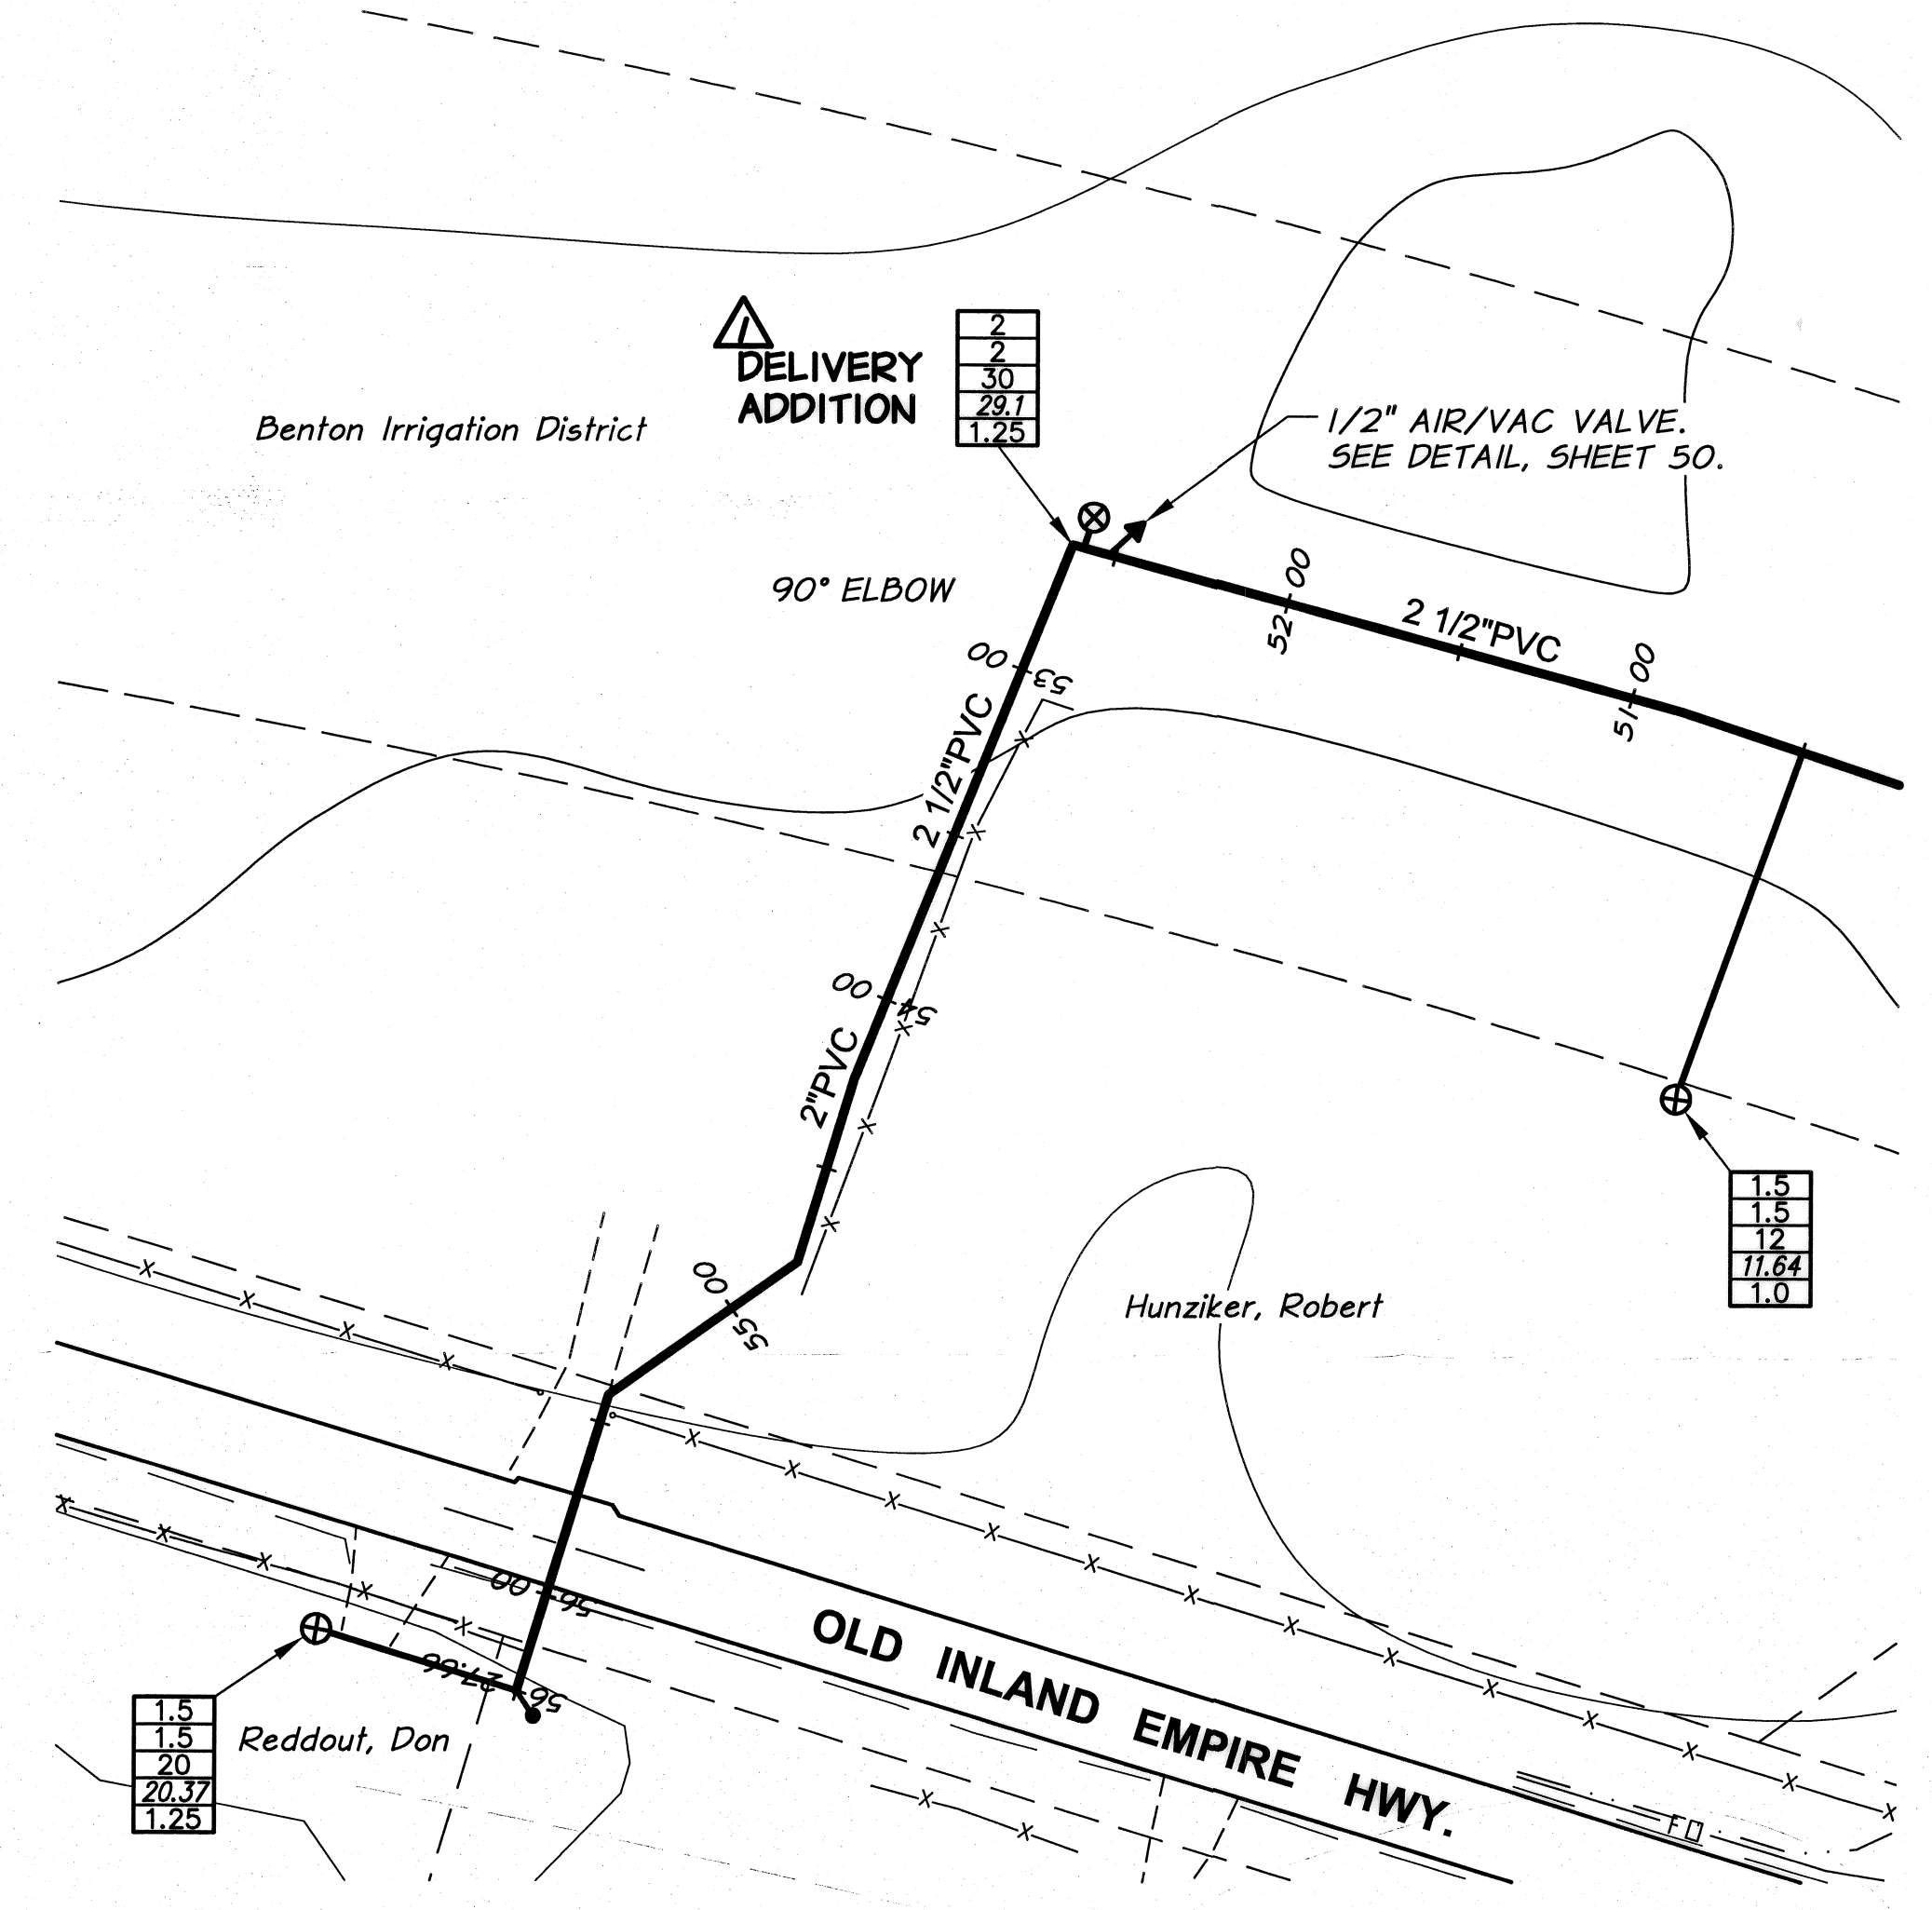 1
DELIVERY
ADDITION
2
2
30
29.1
1.25
Benton Irrigation District
1/2" AIR/VAC VALVE.
SEE DETAIL, SHEET 50.
90° ELBOW
52 00
2 1/2"PVC
51 00
53 00
2 1/2"PVC
54 00
2"PVC
55 00
1.5
1.5
12
11.64
1.0
Hunziker, Robert
56 00
56 27.66
OLD INLAND EMPIRE HWY.
1.5
1.5
20
20.37
1.25
Reddout, Don